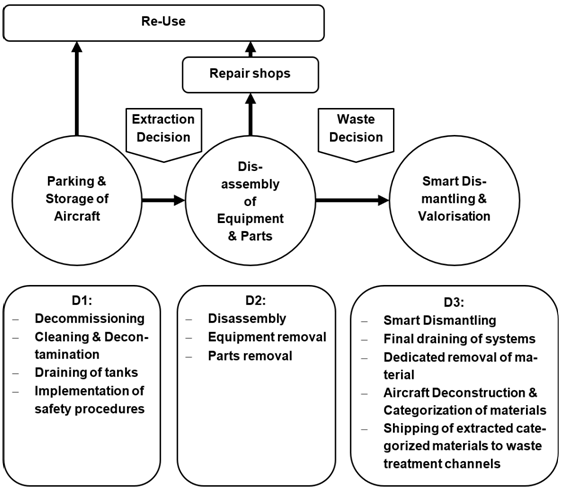 Re-Use
Repair shops
Extraction
Decision
Waste
Decision
Parking &
Storage of
Aircraft
Dis-
assembly
of
Equipment
& Parts
Smart Dis-
mantling &
Valorisation
D1:
– Decommissioning
– Cleaning & Decon-
tamination
– Draining of tanks
– Implementation of
safety procedures
D2:
– Disassembly
– Equipment removal
– Parts removal
D3:
– Smart Dismantling
– Final draining of systems
– Dedicated removal of ma-
terial
– Aircraft Deconstruction &
Categorization of materials
– Shipping of extracted cate-
gorized materials to waste
treatment channels